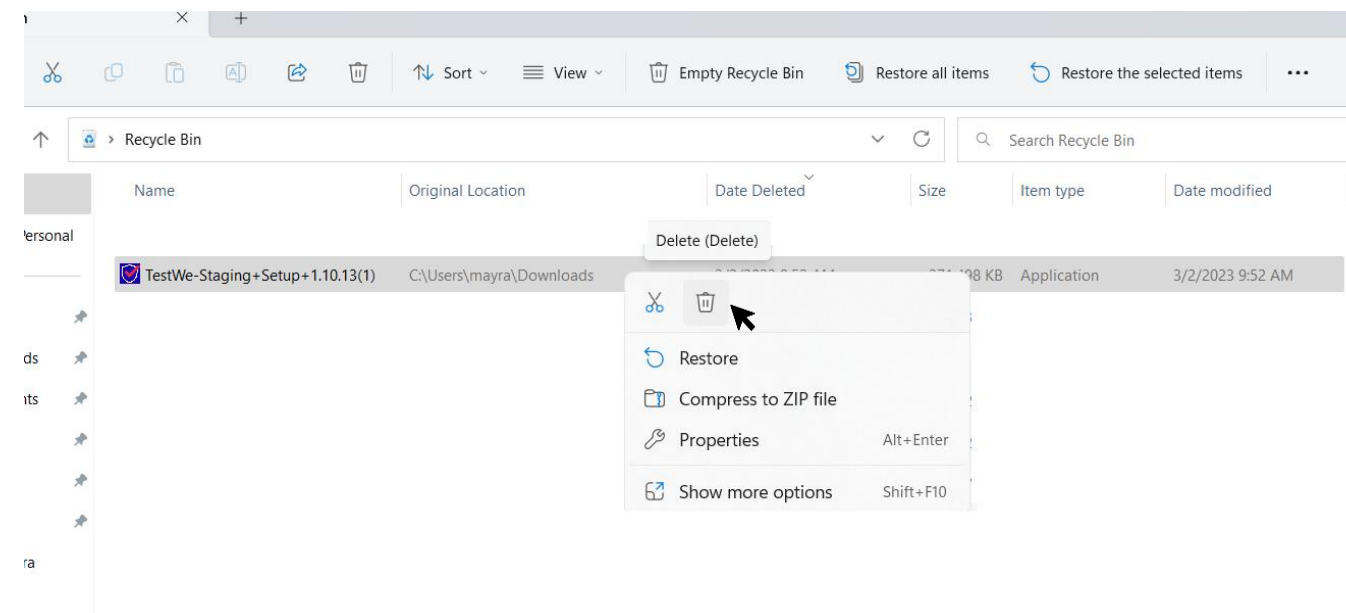 Sort
View
Empty Recycle Bin
Restore all items
Restore the selected items
Recycle Bin
Search Recycle Bin
Name
Original Location
Date Deleted
Size
Item type
Date modified
Delete (Delete)
TestWe-Staging+Setup+1.10.13(1)
C:\Users\mayra\Downloads
KB
Application
3/2/2023 9:52 AM
Restore
Compress to ZIP file
Properties
Alt+Enter
Show more options
Shift+F10